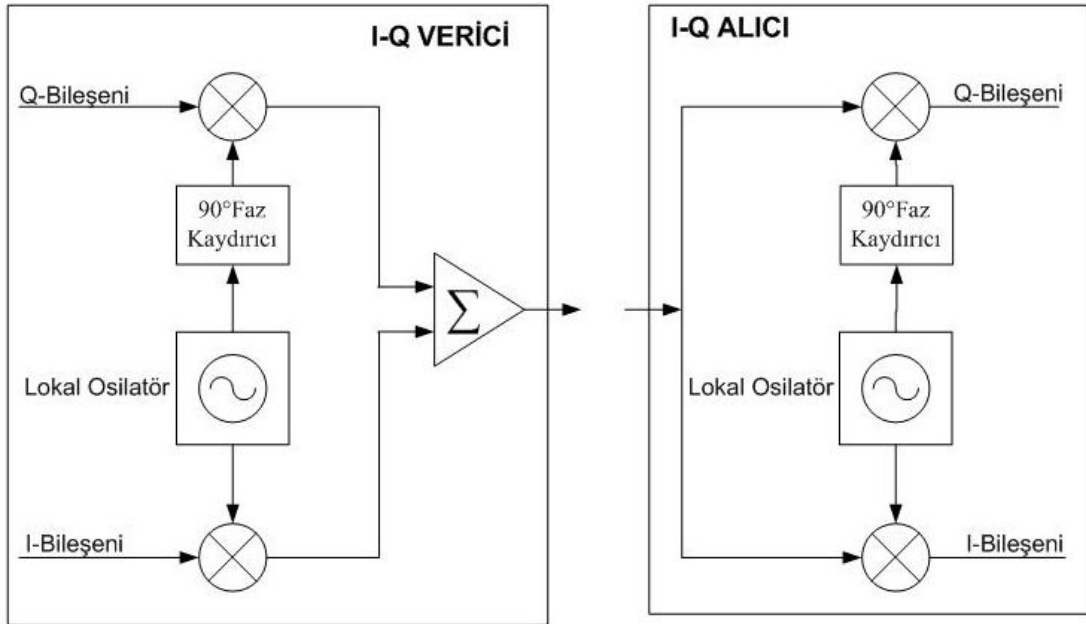 I-Q VERİCİ
Q-Bileşeni
90°Faz
Kaydırıcı
Σ
Lokal Osilatör
I-Bileşeni
I-Q ALICI
Q-Bileşeni
90°Faz
Kaydırıcı
Lokal Osilatör
I-Bileşeni